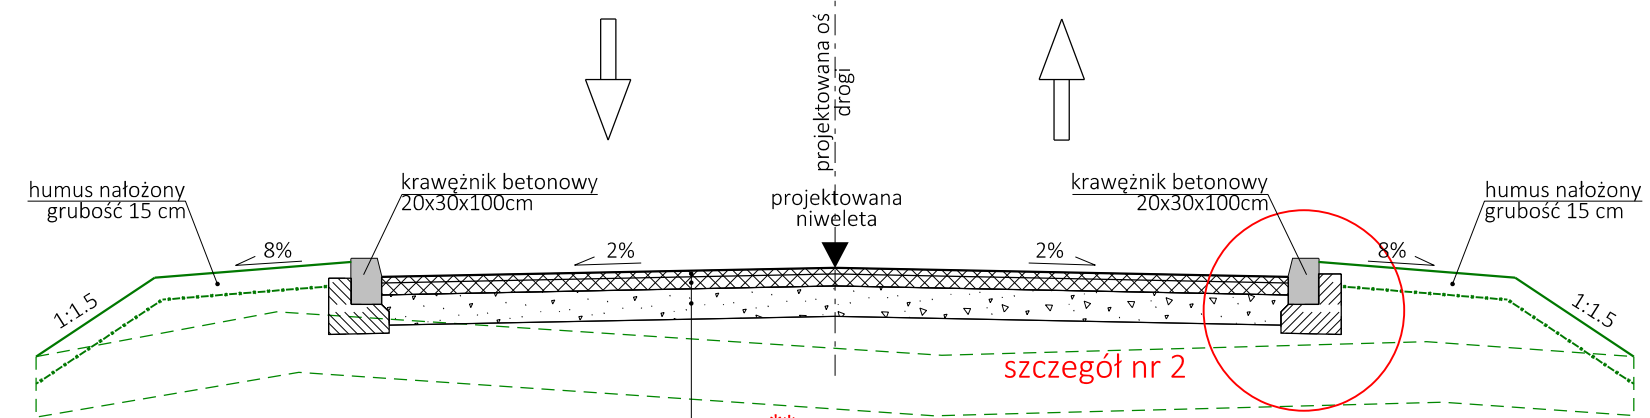 projektowana oś
drogi
humus nałożony
grubość 15 cm
krawężnik betonowy
20x30x100cm
projektowana
niweleta
krawężnik betonowy
20x30x100cm
humus nałożony
grubość 15 cm
8%
2%
2%
8%
1:1.5
1:1.5
szczegół nr 2
**